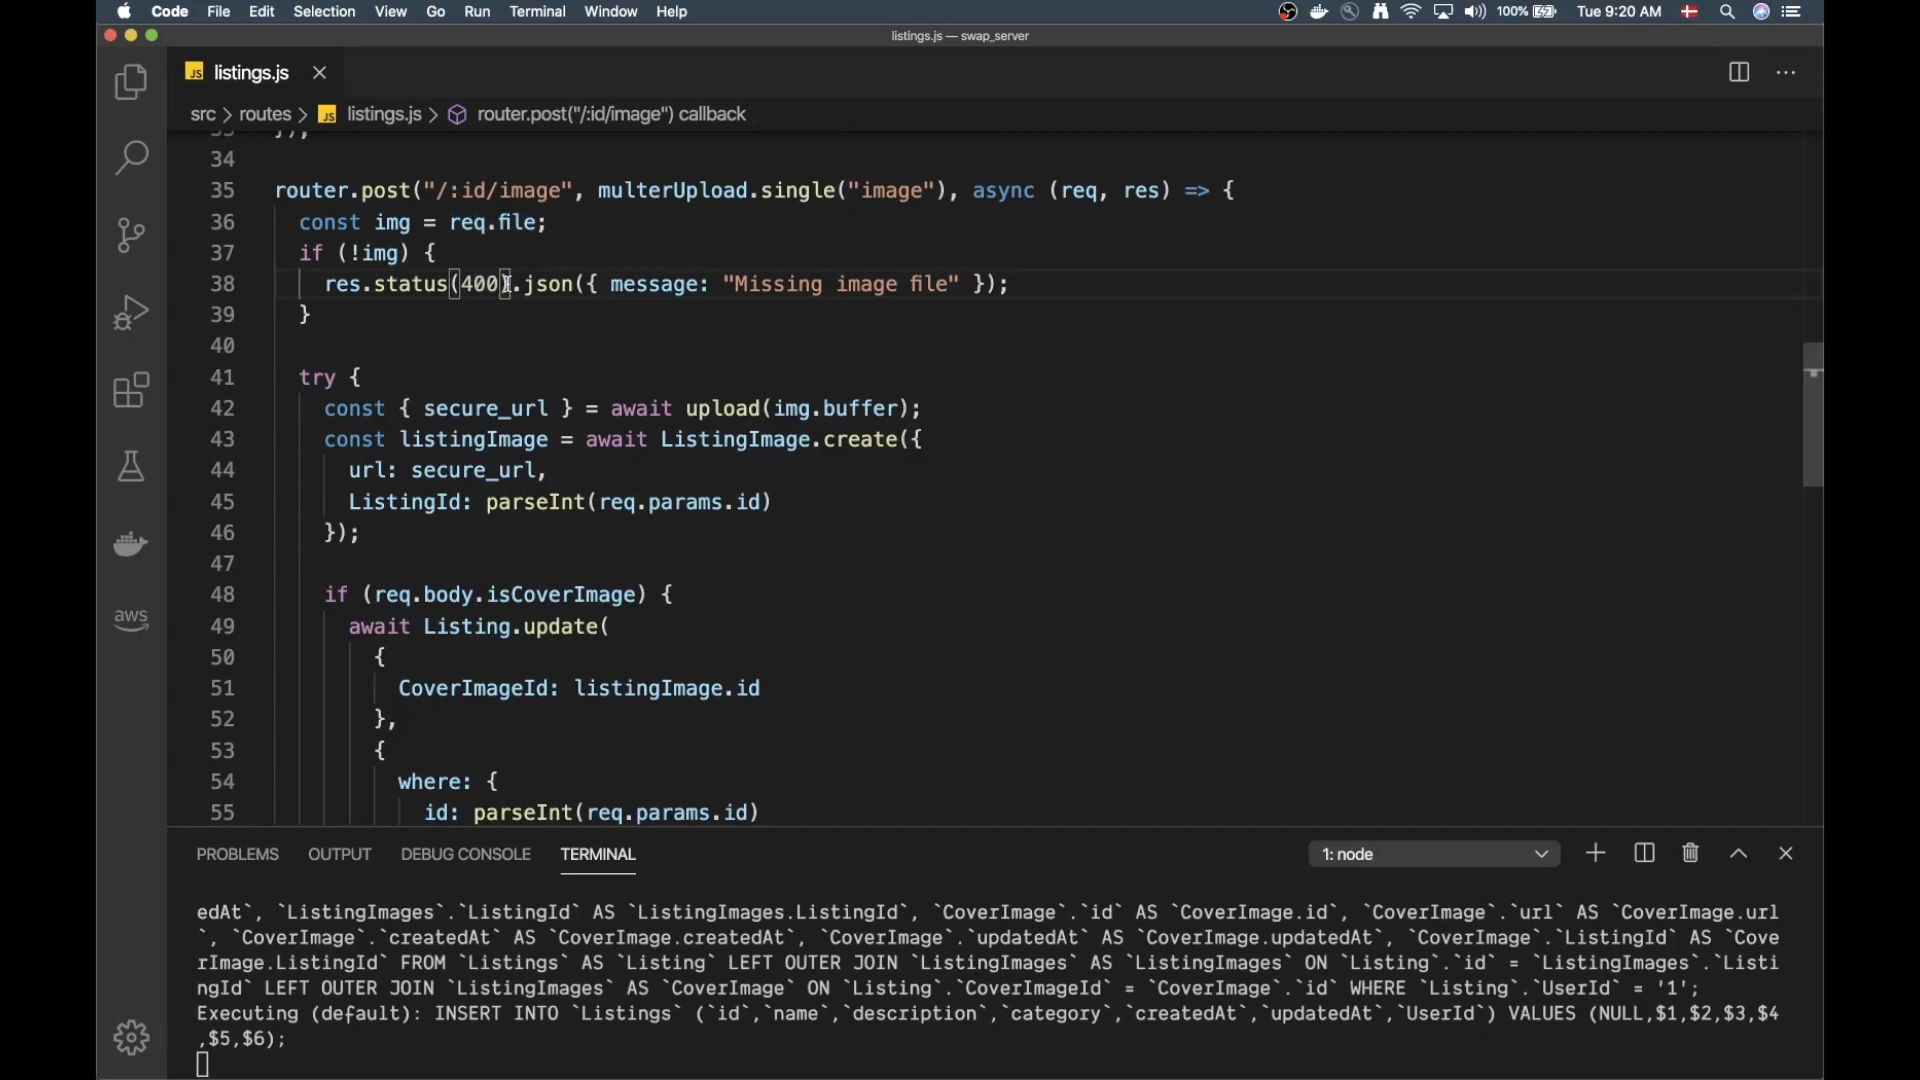 Code File Edit Selection View Go Run Terminal Window Help 100% Tue 9:20 AM
listings.js — swap_server
JS listings.js
src > routes > JS listings.js > router.post("/:id/image") callback
34
35 router.post("/:id/image", multerUpload.single("image"), async (req, res) => {
36 const img = req.file;
37 if (!img) {
38 res.status(400).json({ message: "Missing image file" });
39 }
40
41 try {
42 const { secure_url } = await upload(img.buffer);
43 const listingImage = await ListingImage.create({
44 url: secure_url,
45 ListingId: parseInt(req.params.id)
46 });
47
48 if (req.body.isCoverImage) {
49 await Listing.update(
50 {
51 CoverImageId: listingImage.id
52 },
53 {
54 where: {
55 id: parseInt(req.params.id)
aws
PROBLEMS OUTPUT DEBUG CONSOLE TERMINAL 1: node
edAt`, `ListingImages`.`ListingId` AS `ListingImages.ListingId`, `CoverImage`.`id` AS `CoverImage.id`, `CoverImage`.`url` AS `CoverImage.url
`, `CoverImage`.`createdAt` AS `CoverImage.createdAt`, `CoverImage`.`updatedAt` AS `CoverImage.updatedAt`, `CoverImage`.`ListingId` AS `Cove
rImage.ListingId` FROM `Listings` AS `Listing` LEFT OUTER JOIN `ListingImages` AS `ListingImages` ON `Listing`.`id` = `ListingImages`.`Listi
ngId` LEFT OUTER JOIN `ListingImages` AS `CoverImage` ON `Listing`.`CoverImageId` = `CoverImage`.`id` WHERE `Listing`.`UserId` = '1';
Executing (default): INSERT INTO `Listings` (`id`,`name`,`description`,`category`,`createdAt`,`updatedAt`,`UserId`) VALUES (NULL,$1,$2,$3,$4
,$5,$6);